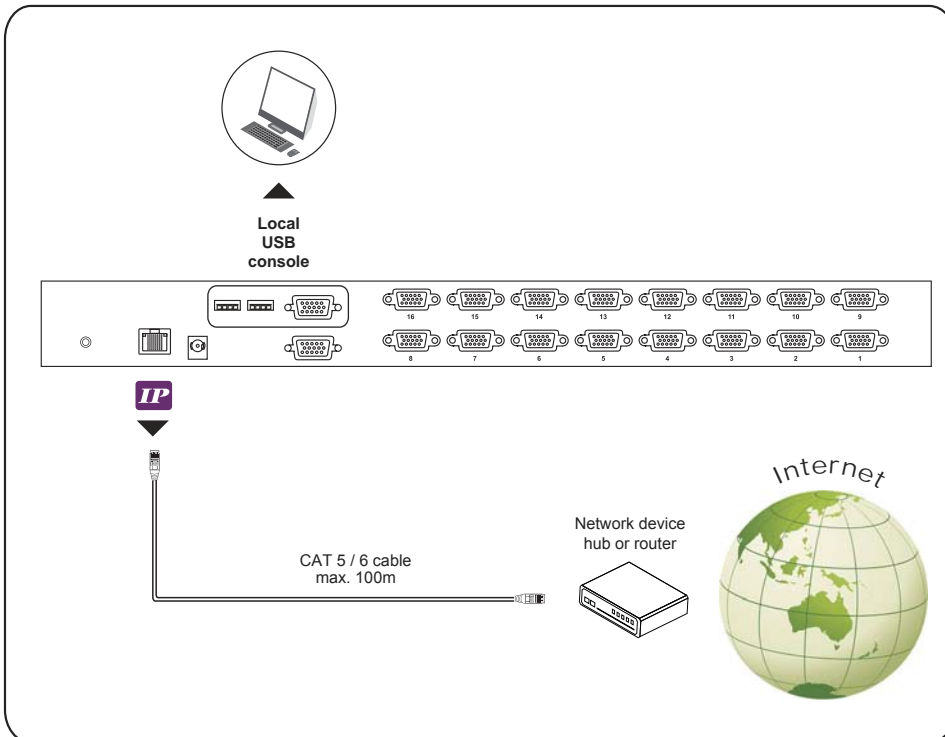 Local
USB
console
16 15 14 13 12 11 10 9
8 7 6 5 4 3 2 1
IP
CAT 5 / 6 cable
max. 100m
Network device
hub or router
Internet